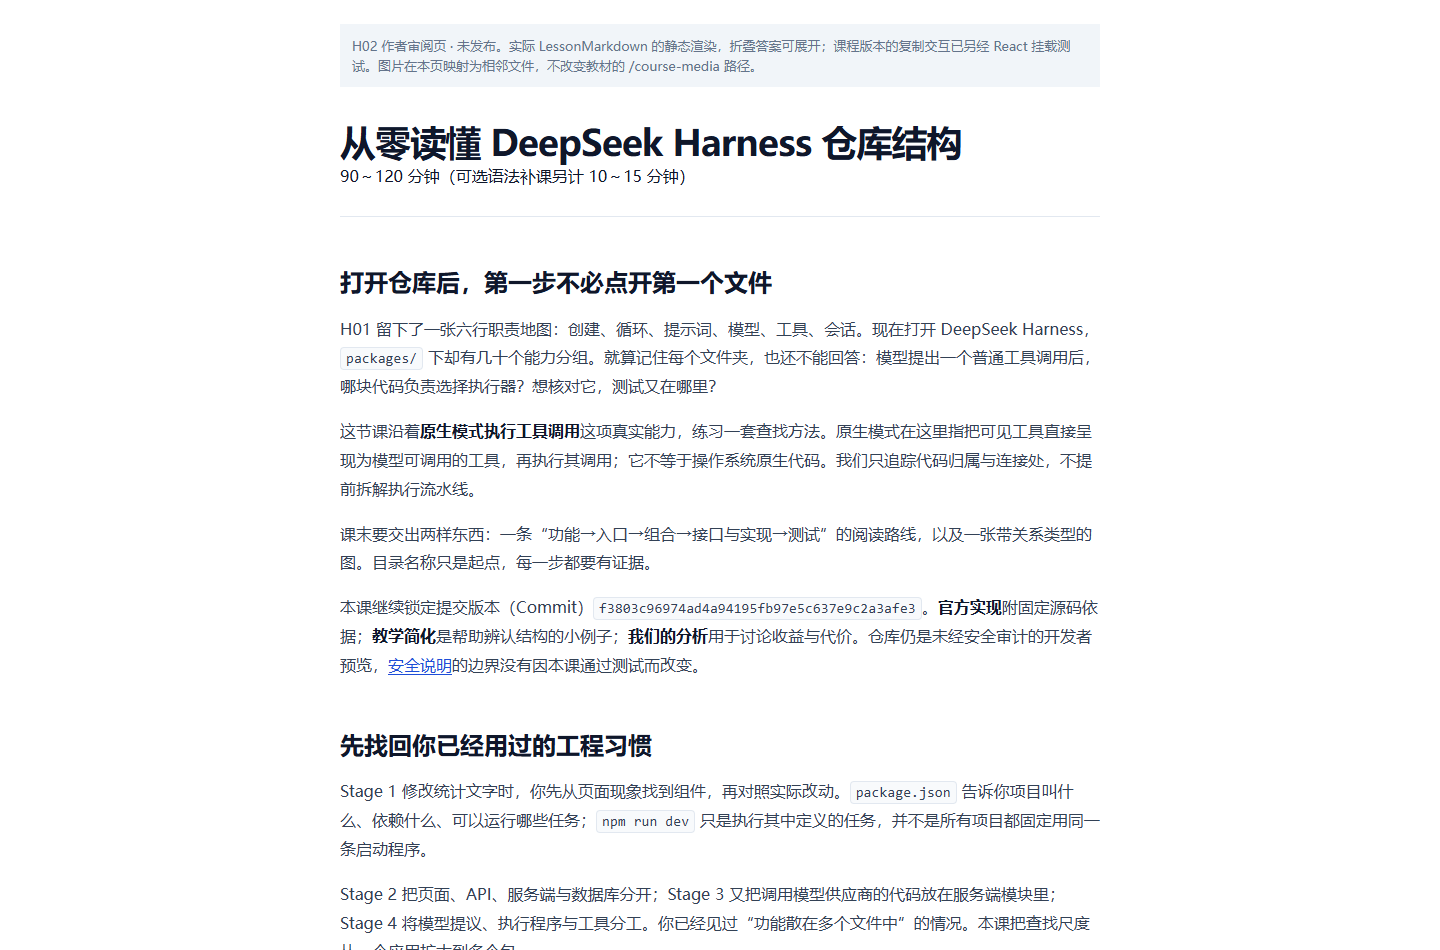 H02 作者审阅页 · 未发布。实际 LessonMarkdown 的静态渲染，折叠答案可展开；课程版本的复制交互已另经 React 挂载测
试。图片在本页映射为相邻文件，不改变教材的 /course-media 路径。
从零读懂 DeepSeek Harness 仓库结构
90～120 分钟（可选语法补课另计 10～15 分钟）
打开仓库后，第一步不必点开第一个文件
H01 留下了一张六行职责地图：创建、循环、提示词、模型、工具、会话。现在打开 DeepSeek Harness，
packages/ 下却有几十个能力分组。就算记住每个文件夹，也还不能回答：模型提出一个普通工具调用后，
哪块代码负责选择执行器？想核对它，测试又在哪里？
这节课沿着原生模式执行工具调用这项真实能力，练习一套查找方法。原生模式在这里指把可见工具直接呈
现为模型可调用的工具，再执行其调用；它不等于操作系统原生代码。我们只追踪代码归属与连接处，不提
前拆解执行流水线。
课末要交出两样东西：一条“功能→入口→组合→接口与实现→测试”的阅读路线，以及一张带关系类型的
图。目录名称只是起点，每一步都要有证据。
本课继续锁定提交版本（Commit） f3803c96974ad4a94195fb97e5c637e9c2a3afe3 。官方实现附固定源码依
据；教学简化是帮助辨认结构的小例子；我们的分析用于讨论收益与代价。仓库仍是未经安全审计的开发者
预览，安全说明的边界没有因本课通过测试而改变。
先找回你已经用过的工程习惯
Stage 1 修改统计文字时，你先从页面现象找到组件，再对照实际改动。 package.json 告诉你项目叫什
么、依赖什么、可以运行哪些任务； npm run dev 只是执行其中定义的任务，并不是所有项目都固定用同一
条启动程序。
Stage 2 把页面、API、服务端与数据库分开；Stage 3 又把调用模型供应商的代码放在服务端模块里；
Stage 4 将模型提议、执行程序与工具分工。你已经见过“功能散在多个文件中”的情况。本课把查找尺度
从一个应用扩大到多个包。